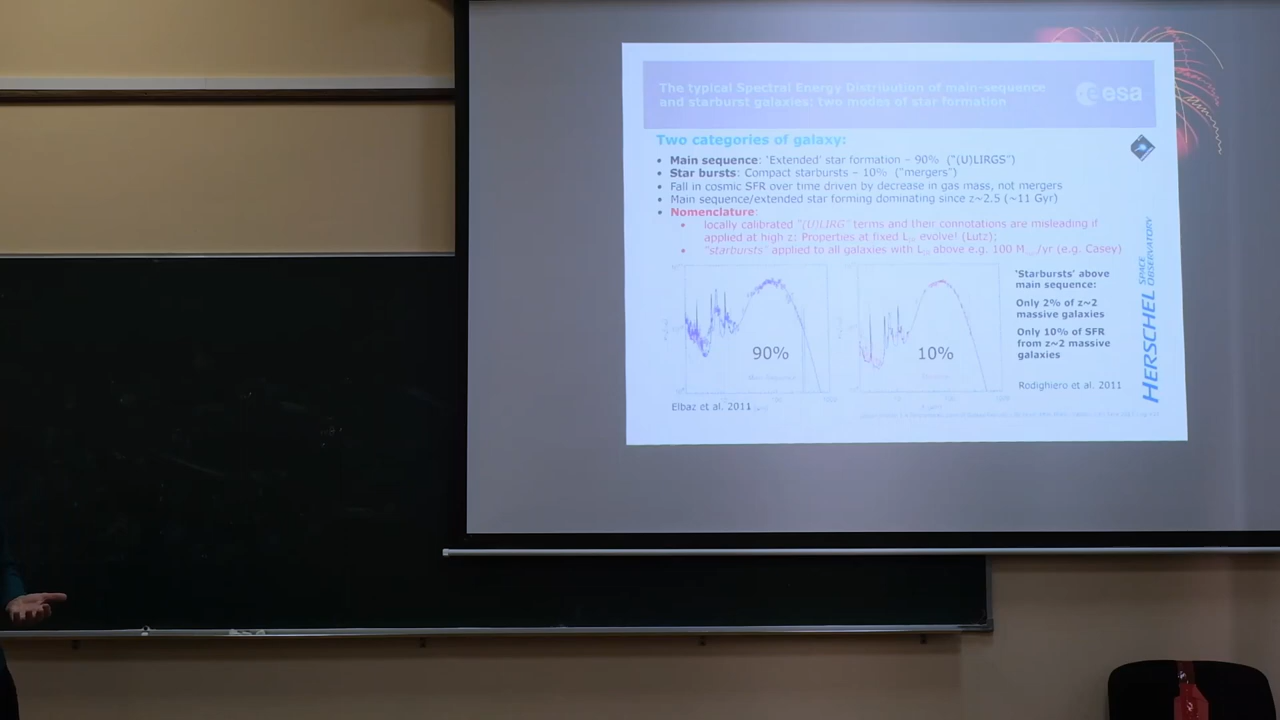 The typical Spectral Energy Distribution of main-sequence
and starburst galaxies: two modes of star formation
esa
Two categories of galaxy:
• Main sequence: ‘Extended’ star formation – 90% (“(U)LIRGS”)
• Star bursts: Compact starbursts – 10% (“mergers”)
• Fall in cosmic SFR over time driven by decrease in gas mass, not mergers
• Main sequence/extended star forming dominating since z~2.5 (~11 Gyr)
• Nomenclature:
• locally calibrated “(U)LIRG” terms and their connotations are misleading if
applied at high z: Properties at fixed L evolve! (Lutz);
• “starbursts” applied to all galaxies with L above e.g. 100 M /yr (e.g. Casey)
90%
10%
‘Starbursts’ above
main sequence:
Only 2% of z~2
massive galaxies
Only 10% of SFR
from z~2 massive
galaxies
Rodighiero et al. 2011
Elbaz et al. 2011
HERSCHEL SPACE OBSERVATORY